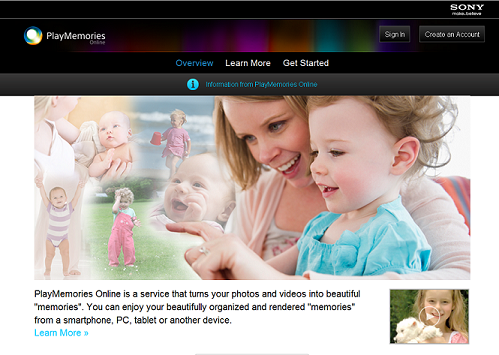 SONY
make.believe
PlayMemories
Online
Sign In
Create an Account
Overview
Learn More
Get Started
i
Information from PlayMemories Online
PlayMemories Online is a service that turns your photos and videos into beautiful
"memories". You can enjoy your beautifully organized and rendered "memories"
from a smartphone, PC, tablet or another device.
Learn More »